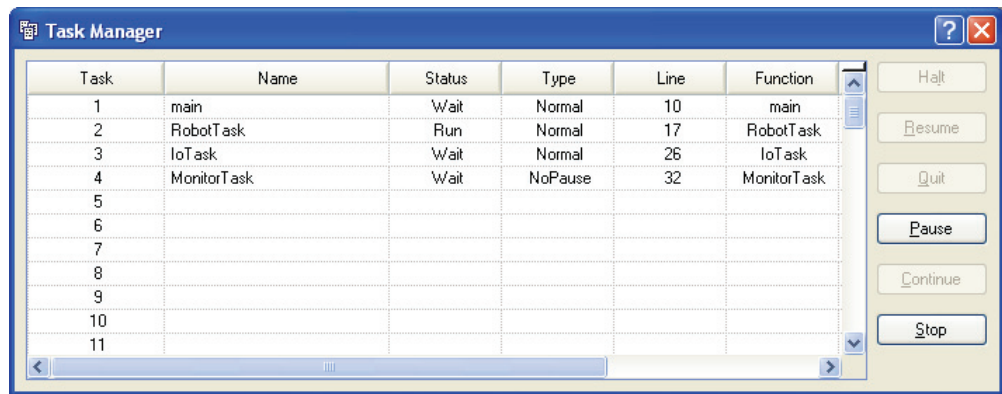 Task Manager
Task Name Status Type Line Function
1 main Wait Normal 10 main
2 RobotTask Run Normal 17 RobotTask
3 IoTask Wait Normal 26 IoTask
4 MonitorTask Wait NoPause 32 MonitorTask
5
6
7
8
9
10
11
Halt
Resume
Quit
Pause
Continue
Stop